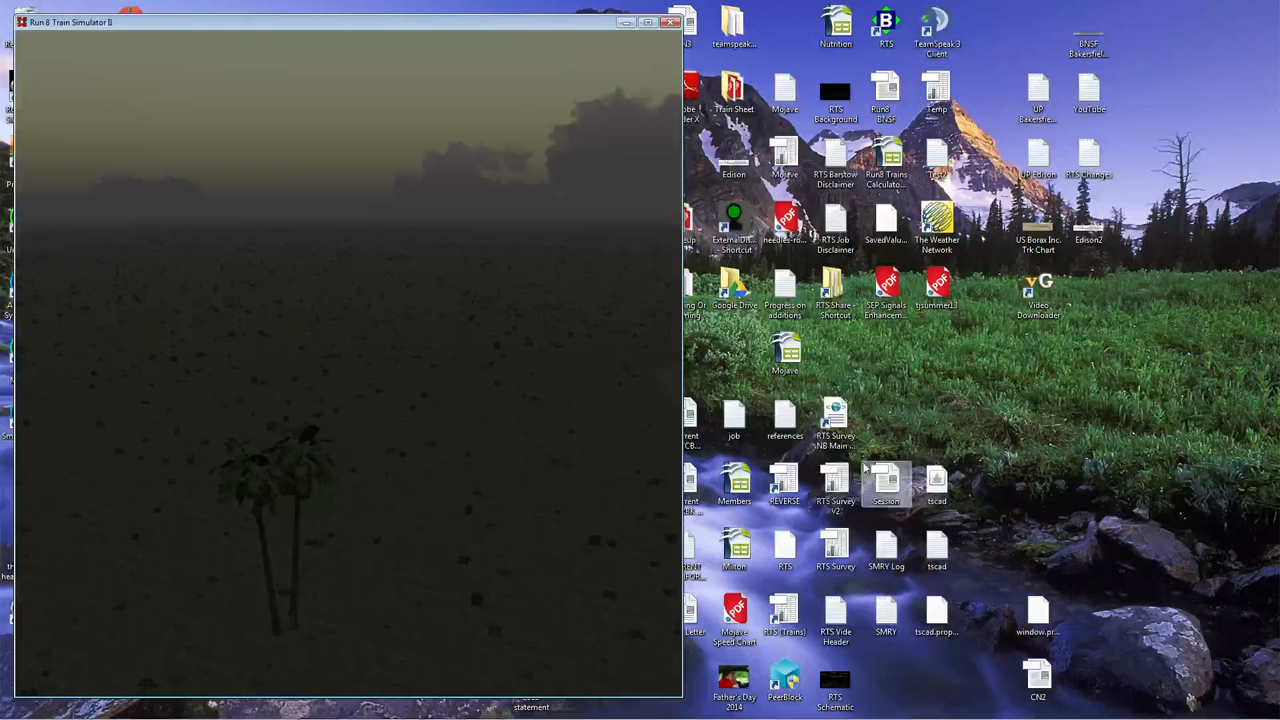 Run 8 Train Simulator II
N3
teamspeak...
Nutrition
RTS
TeamSpeak 3
Client
BNSF
Bakersfiel...
Train Sheet
Mojave
RTS
Background
Run8
BNSF
Temp
UP
Bakersfiel...
YouTube
Edison
Mojave
RTS Barstow
Disclaimer
Run8 Trains
Calculato...
Test2
UP Edison
RTS Changes
ExternalDis...
- Shortcut
needles-ro...
RTS Job
Disclaimer
SavedValu...
The Weather
Network
US Borax Inc.
Trk Chart
Edison2
Google Drive
Progress on
additions
RTS Share -
Shortcut
SEP Signals
Enhancem...
tjsummer13
Video
Downloader
Mojave
job
references
RTS Survey
NB Main ...
Members
REVERSE
RTS Survey
V2
Session
tscad
Milton
RTS
RTS Survey
SMRY Log
tscad
Letter
Mojave
Speed Chart
RTS (Trains)
RTS Vide
Header
SMRY
tscad.prop...
window.pr...
Father's Day
2014
PeerBlock
RTS
Schematic
CN2
statement